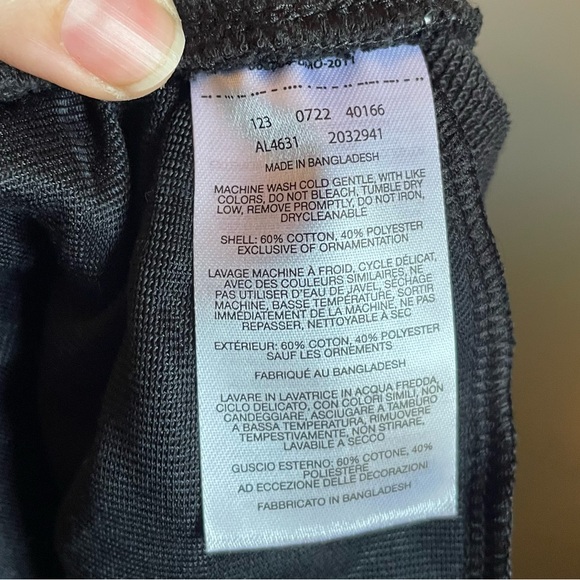 MO-2011
123 0722 40166
AL4631 2032941
MADE IN BANGLADESH
MACHINE WASH COLD GENTLE, WITH LIKE
COLORS, DO NOT BLEACH, TUMBLE DRY
LOW, REMOVE PROMPTLY, DO NOT IRON,
DRYCLEANABLE
SHELL: 60% COTTON, 40% POLYESTER
EXCLUSIVE OF ORNAMENTATION
LAVAGE MACHINE À FROID, CYCLE DÉLICAT,
AVEC DES COULEURS SIMILAIRES, NE
PAS UTILISER D'EAU DE JAVEL, SÉCHAGE
MACHINE, BASSE TEMPÉRATURE, SORTIR
IMMÉDIATEMENT DE LA MACHINE, NE PAS
REPASSER, NETTOYABLE À SEC
EXTÉRIEUR: 60% COTON, 40% POLYESTER
SAUF LES ORNEMENTS
FABRIQUÉ AU BANGLADESH
LAVARE IN LAVATRICE IN ACQUA FREDDA,
CICLO DELICATO, CON COLORI SIMILI, NON
CANDEGGIARE, ASCIUGARE A TAMBURO
A BASSA TEMPERATURA, RIMUOVERE
TEMPESTIVAMENTE, NON STIRARE,
LAVABILE A SECCO
GUSCIO ESTERNO: 60% COTONE, 40%
POLIESTERE
AD ECCEZIONE DELLE DECORAZIONI
FABBRICATO IN BANGLADESH